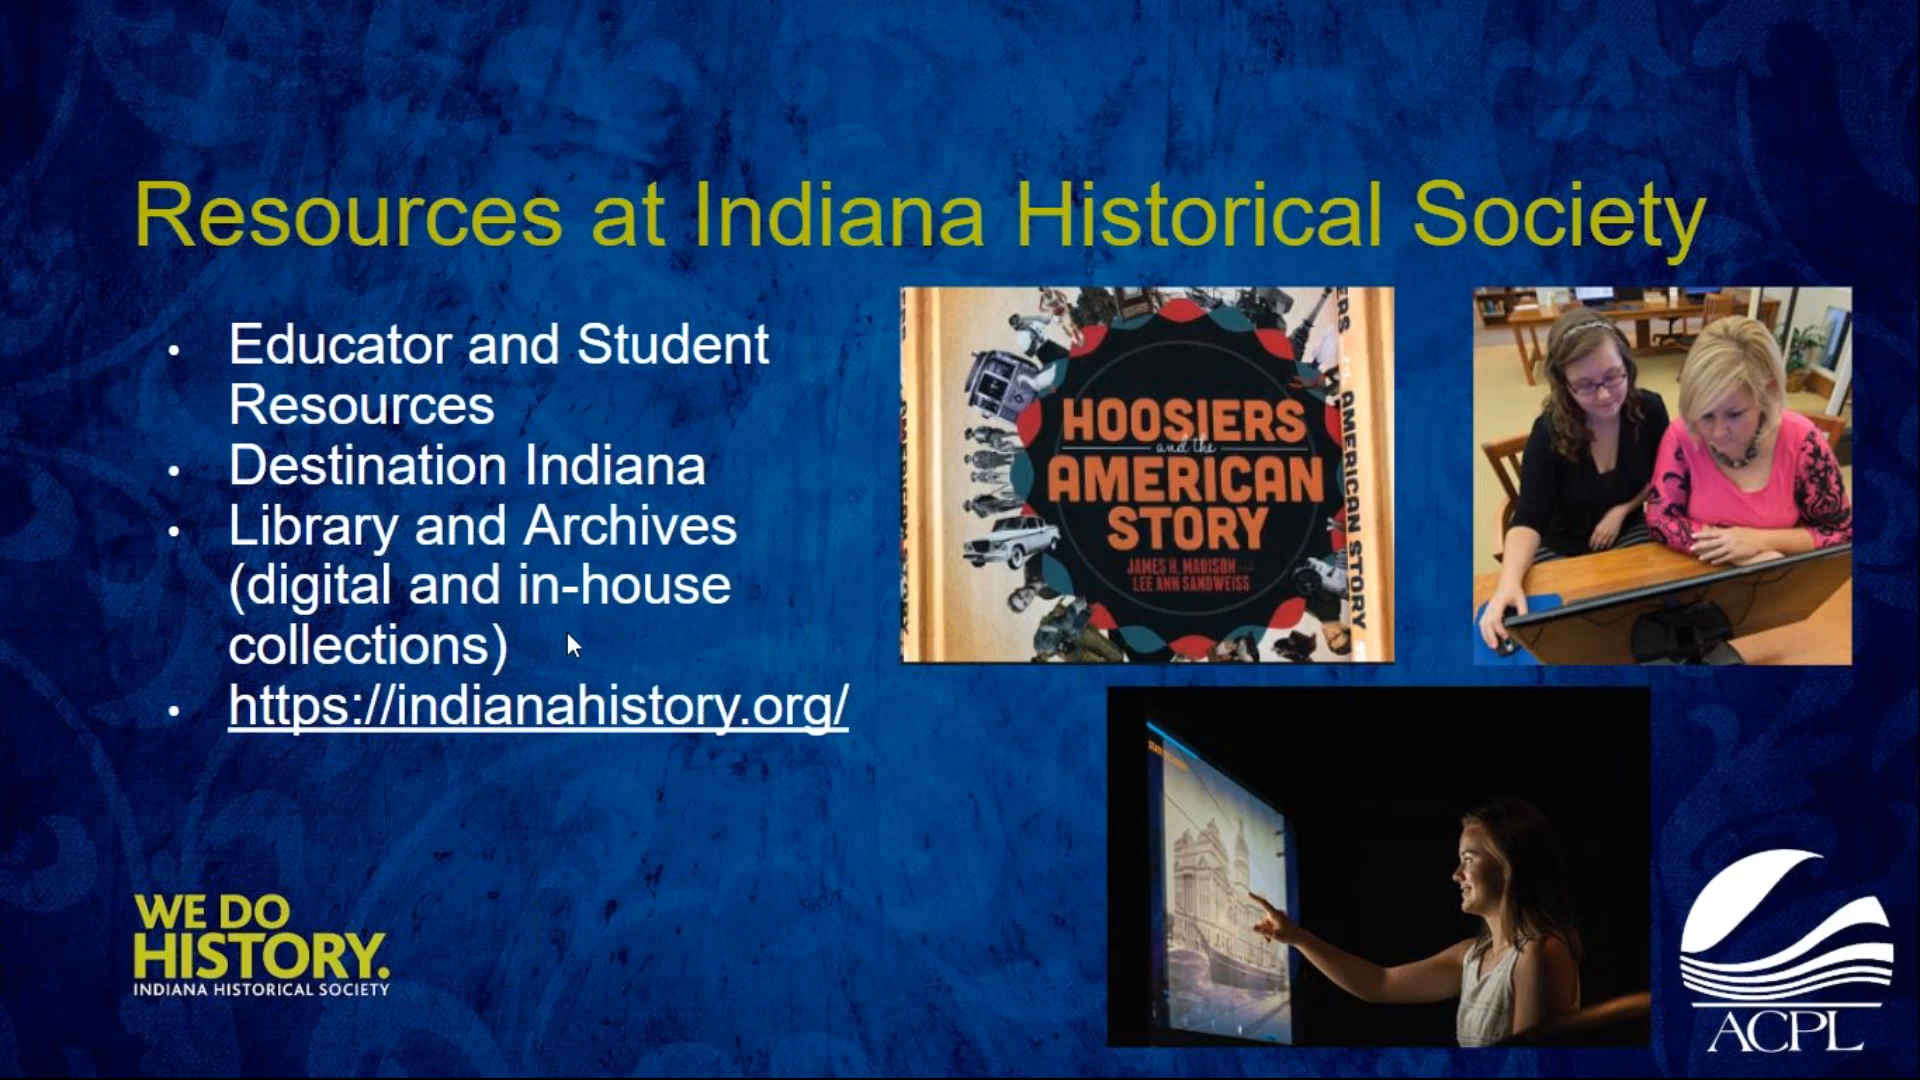 Resources at Indiana Historical Society
• Educator and Student
Resources
• Destination Indiana
• Library and Archives
(digital and in-house
collections)
• https://indianahistory.org/
HOOSIERS
and the
AMERICAN
STORY
JAMES H. MADISON and
LEE ANN SANDWEISS
AMERICAN STORY
WE DO
HISTORY.
INDIANA HISTORICAL SOCIETY
ACPL